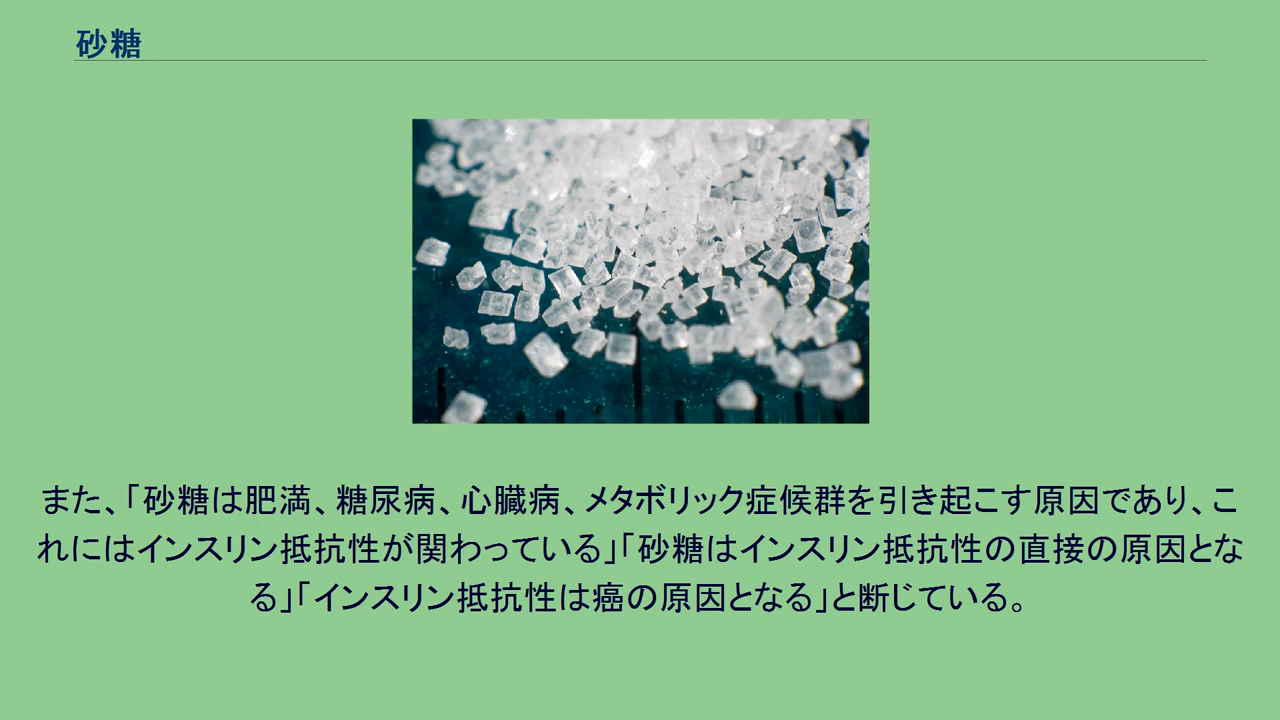 砂糖
また、「砂糖は肥満、糖尿病、心臓病、メタボリック症候群を引き起こす原因であり、こ
れにはインスリン抵抗性が関わっている」「砂糖はインスリン抵抗性の直接の原因とな
る」「インスリン抵抗性は癌の原因となる」と断じている。